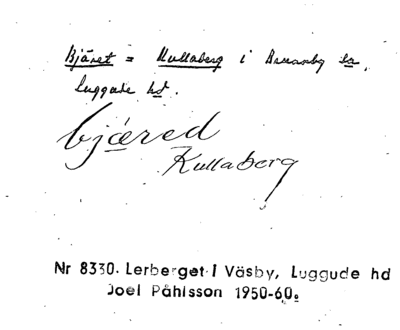 Bjäret = Kullaberg i Brunnby sn,
Luggude hd.
bjäred
Kullaberg
Nr 8330. Lerberget i Väsby, Luggude hd
Joel Påhlsson 1950-60.